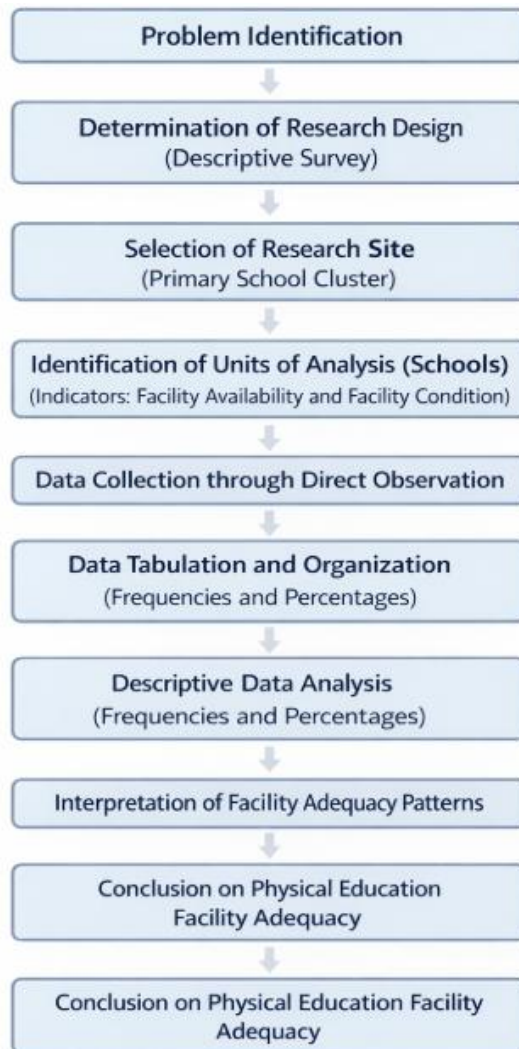 Problem Identification
Determination of Research Design
(Descriptive Survey)
Selection of Research Site
(Primary School Cluster)
Identification of Units of Analysis (Schools)
(Indicators: Facility Availability and Facility Condition)
Data Collection through Direct Observation
Data Tabulation and Organization
(Frequencies and Percentages)
Descriptive Data Analysis
(Frequencies and Percentages)
Interpretation of Facility Adequacy Patterns
Conclusion on Physical Education
Facility Adequacy
Conclusion on Physical Education Facility
Adequacy